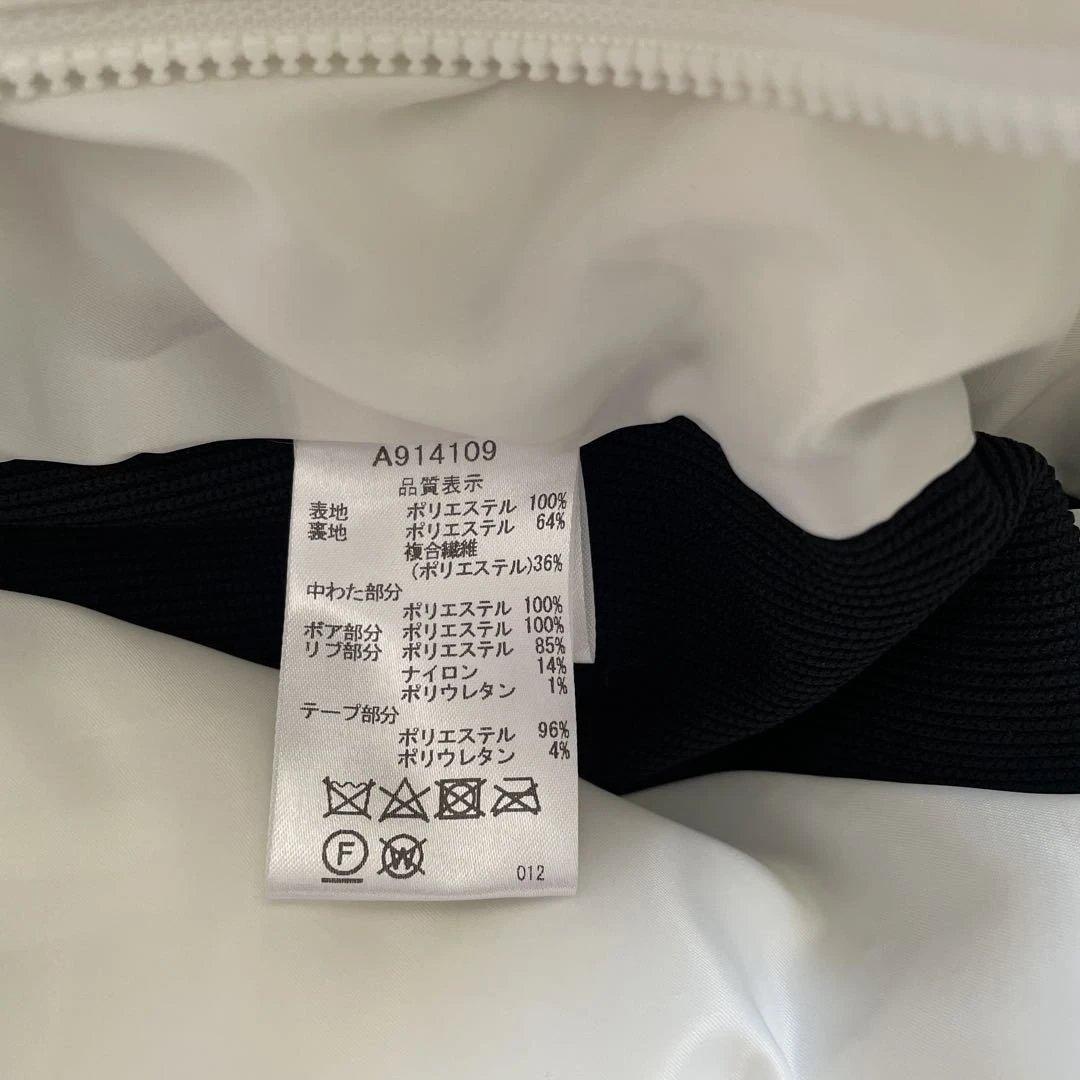 A914109
品質表示
表地 ポリエステル 100%
裏地 ポリエステル 64%
複合繊維
(ポリエステル)36%
中わた部分
ポリエステル 100%
ボア部分 ポリエステル 100%
リブ部分 ポリエステル 85%
ナイロン 14%
ポリウレタン 1%
テープ部分
ポリエステル 96%
ポリウレタン 4%
F W
012